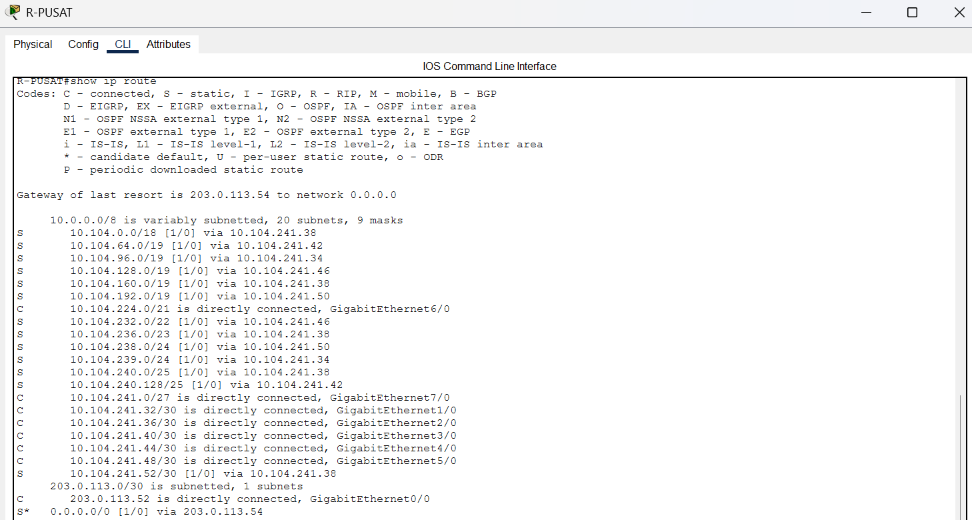 R-PUSAT
Physical Config CLI Attributes
IOS Command Line Interface
R-PUSAT#show ip route
Codes: C - connected, S - static, I - IGRP, R - RIP, M - mobile, B - BGP
D - EIGRP, EX - EIGRP external, O - OSPF, IA - OSPF inter area
N1 - OSPF NSSA external type 1, N2 - OSPF NSSA external type 2
E1 - OSPF external type 1, E2 - OSPF external type 2, E - EGP
i - IS-IS, L1 - IS-IS level-1, L2 - IS-IS level-2, ia - IS-IS inter area
* - candidate default, U - per-user static route, o - ODR
P - periodic downloaded static route
Gateway of last resort is 203.0.113.54 to network 0.0.0.0
10.0.0.0/8 is variably subnetted, 20 subnets, 9 masks
S 10.104.0.0/18 [1/0] via 10.104.241.38
S 10.104.64.0/19 [1/0] via 10.104.241.42
S 10.104.96.0/19 [1/0] via 10.104.241.34
S 10.104.128.0/19 [1/0] via 10.104.241.46
S 10.104.160.0/19 [1/0] via 10.104.241.38
S 10.104.192.0/19 [1/0] via 10.104.241.50
C 10.104.224.0/21 is directly connected, GigabitEthernet6/0
S 10.104.232.0/22 [1/0] via 10.104.241.46
S 10.104.236.0/23 [1/0] via 10.104.241.38
S 10.104.238.0/24 [1/0] via 10.104.241.50
S 10.104.239.0/24 [1/0] via 10.104.241.34
S 10.104.240.0/25 [1/0] via 10.104.241.38
S 10.104.240.128/25 [1/0] via 10.104.241.42
C 10.104.241.0/27 is directly connected, GigabitEthernet7/0
C 10.104.241.32/30 is directly connected, GigabitEthernet1/0
C 10.104.241.36/30 is directly connected, GigabitEthernet2/0
C 10.104.241.40/30 is directly connected, GigabitEthernet3/0
C 10.104.241.44/30 is directly connected, GigabitEthernet4/0
C 10.104.241.48/30 is directly connected, GigabitEthernet5/0
S 10.104.241.52/30 [1/0] via 10.104.241.38
203.0.113.0/30 is subnetted, 1 subnets
C 203.0.113.52 is directly connected, GigabitEthernet0/0
S* 0.0.0.0/0 [1/0] via 203.0.113.54